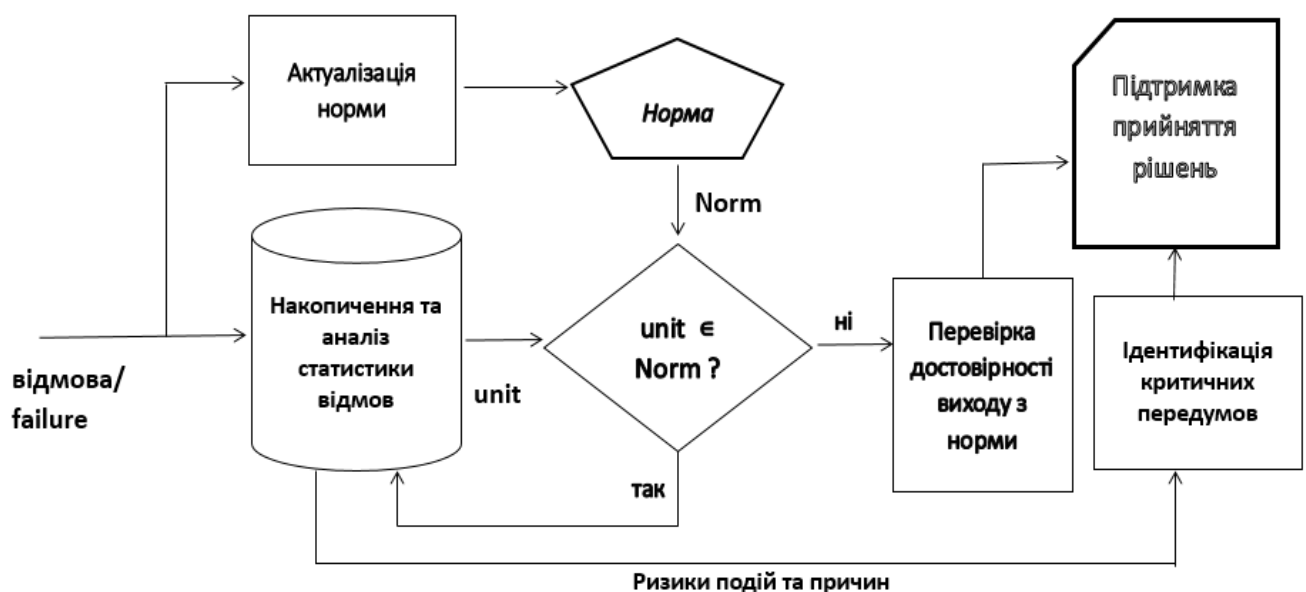 Актуалізація
норми
Норма
Підтримка
прийняття
рішень
Norm
Накопичення та
аналіз
статистики
відмов
unit ∈
Norm ?
ні
Перевірка
достовірності
виходу з
норми
Ідентифікація
критичних
передумов
відмова/
failure
unit
так
Ризики подій та причин